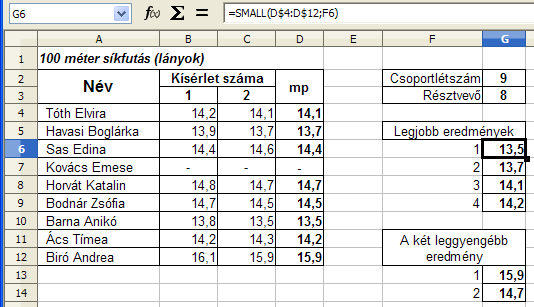 G6 f(x) Σ = =SMALL(D$4:D$12;F6)
A B C D E F G
1 100 méter síkfutás (lányok)
2 Név Kísérlet száma mp Csoportlétszám 9
3 1 2 Résztvevő 8
4 Tóth Elvira 14,2 14,1 14,1
5 Havasi Boglárka 13,9 13,7 13,7 Legjobb eredmények
6 Sas Edina 14,4 14,6 14,4 1 13,5
7 Kovács Emese - - - 2 13,7
8 Horvát Katalin 14,8 14,7 14,7 3 14,1
9 Bodnár Zsófia 14,7 14,5 14,5 4 14,2
10 Barna Anikó 13,8 13,5 13,5
11 Ács Tímea 14,2 14,3 14,2 A két leggyengébb
12 Biró Andrea 16,1 15,9 15,9 eredmény
13 1 15,9
14 2 14,7